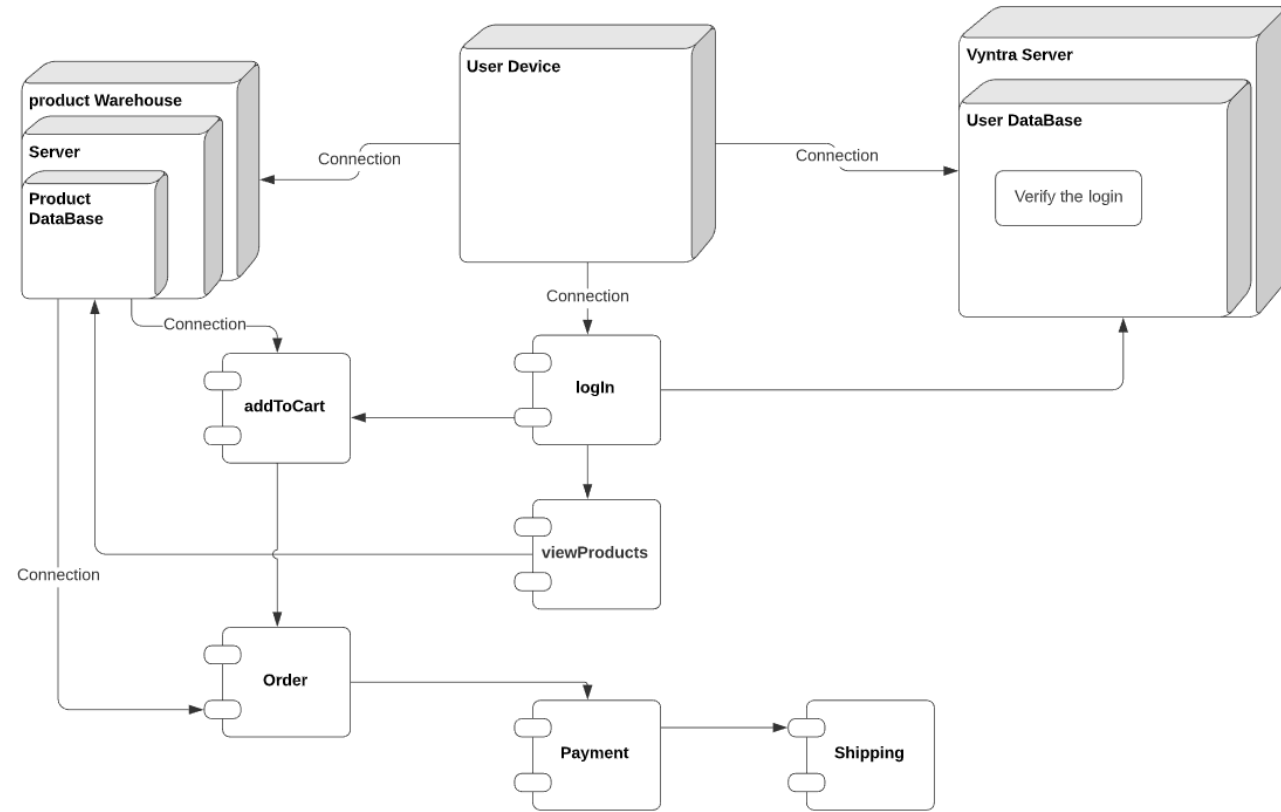 User Device
Vyntra Server
User DataBase
Verify the login
product Warehouse
Server
Product
DataBase
Connection
Connection
Connection
Connection
logIn
addToCart
viewProducts
Connection
Order
Payment
Shipping